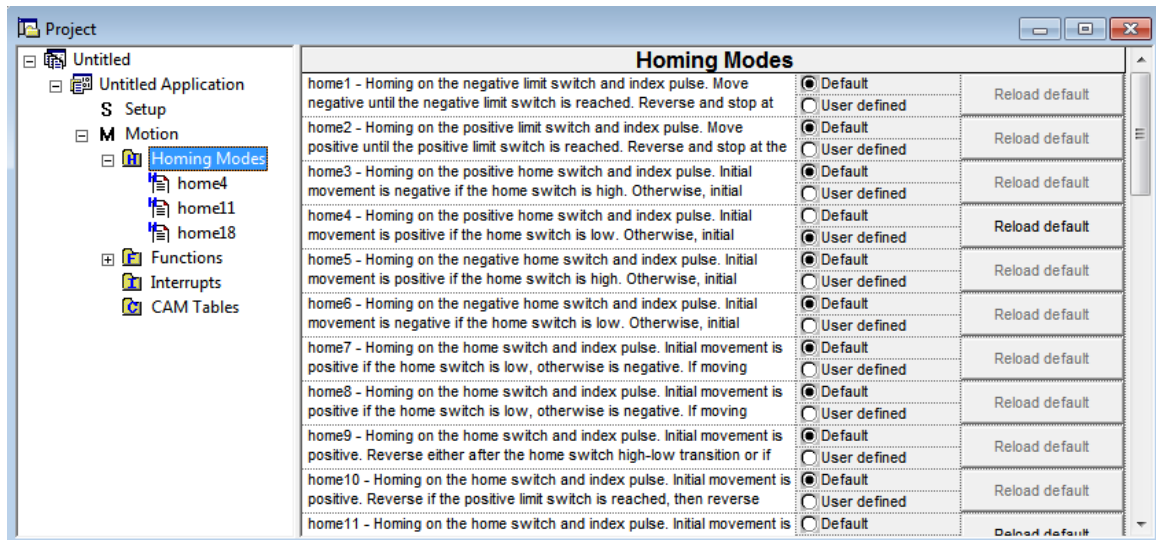 Project
Untitled
Untitled Application
S Setup
M Motion
Homing Modes
home4
home11
home18
Functions
Interrupts
CAM Tables
Homing Modes
home1 - Homing on the negative limit switch and index pulse. Move
negative until the negative limit switch is reached. Reverse and stop at
Default
User defined
Reload default
home2 - Homing on the positive limit switch and index pulse. Move
positive until the positive limit switch is reached. Reverse and stop at the
Default
User defined
Reload default
home3 - Homing on the positive home switch and index pulse. Initial
movement is negative if the home switch is high. Otherwise, initial
Default
User defined
Reload default
home4 - Homing on the positive home switch and index pulse. Initial
movement is positive if the home switch is low. Otherwise, initial
Default
User defined
Reload default
home5 - Homing on the negative home switch and index pulse. Initial
movement is positive if the home switch is high. Otherwise, initial
Default
User defined
Reload default
home6 - Homing on the negative home switch and index pulse. Initial
movement is negative if the home switch is low. Otherwise, initial
Default
User defined
Reload default
home7 - Homing on the home switch and index pulse. Initial movement is
positive if the home switch is low, otherwise is negative. If moving
Default
User defined
Reload default
home8 - Homing on the home switch and index pulse. Initial movement is
positive if the home switch is low, otherwise is negative. If moving
Default
User defined
Reload default
home9 - Homing on the home switch and index pulse. Initial movement is
positive. Reverse either after the home switch high-low transition or if
Default
User defined
Reload default
home10 - Homing on the home switch and index pulse. Initial movement is
positive. Reverse if the positive limit switch is reached, then reverse
Default
User defined
Reload default
home11 - Homing on the home switch and index pulse. Initial movement is
Default
Reload default